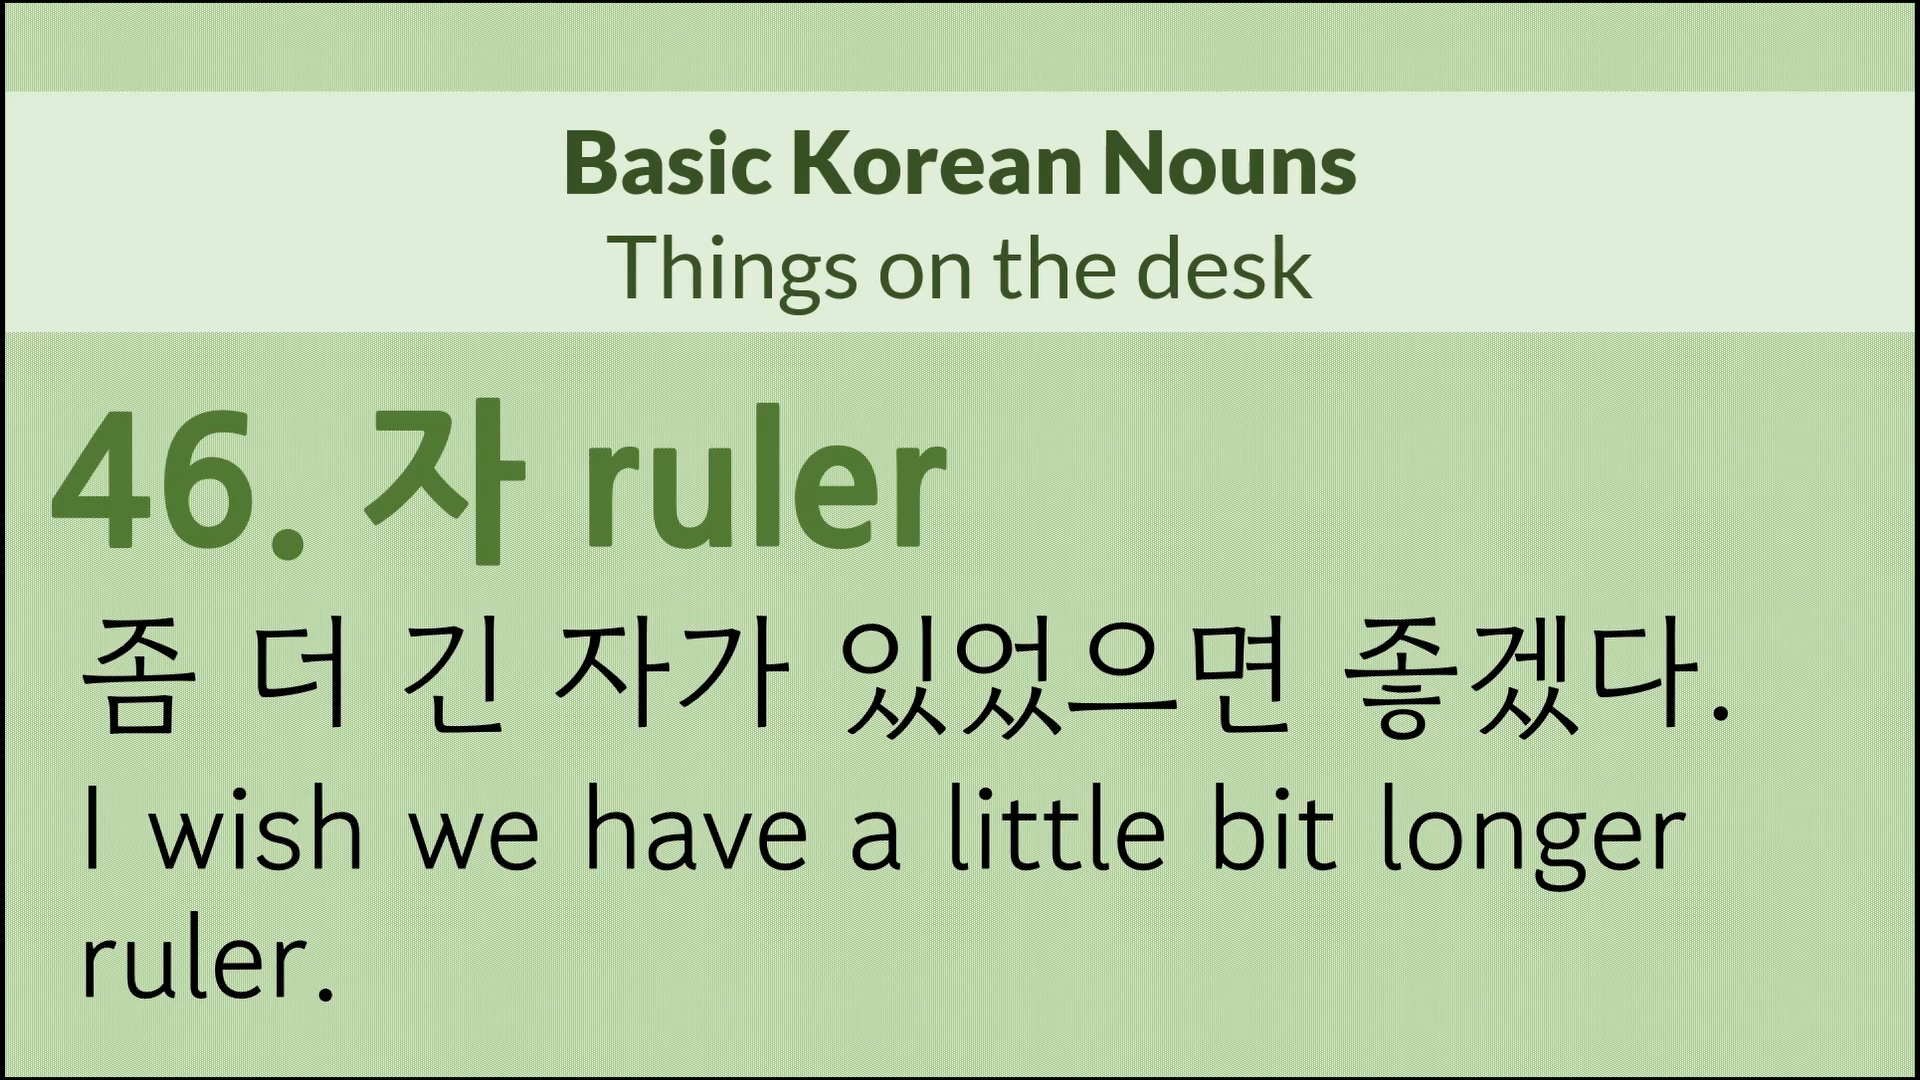 Basic Korean Nouns
Things on the desk
46. 자 ruler
좀 더 긴 자가 있었으면 좋겠다.
I wish we have a little bit longer
ruler.